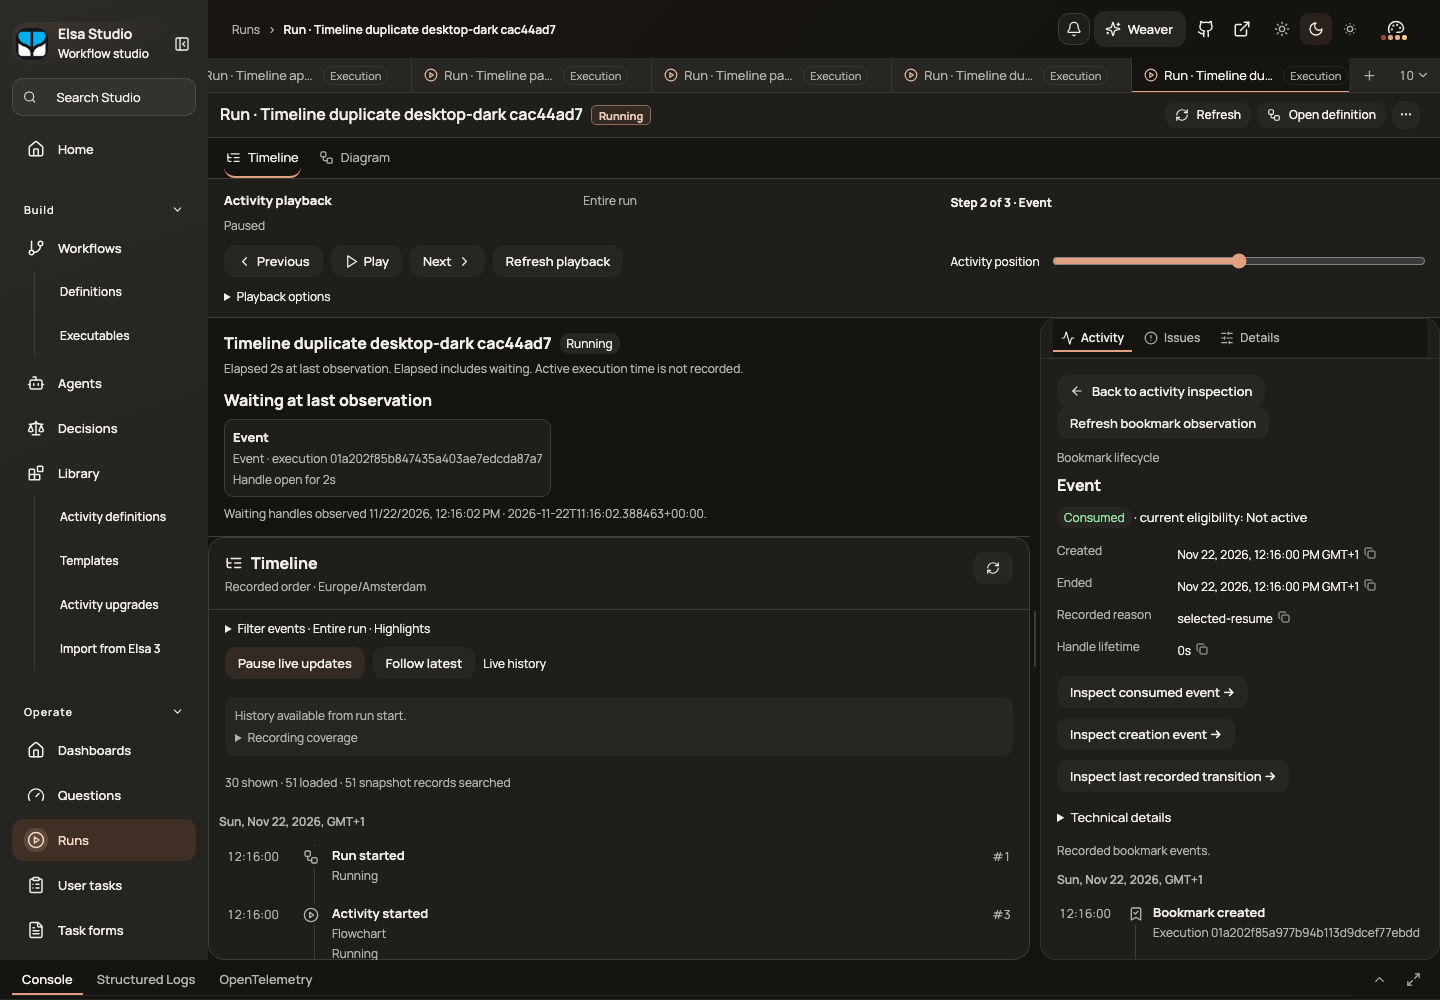 Elsa Studio
Workflow studio
Search Studio
Home
Build
Workflows
Definitions
Executables
Agents
Decisions
Library
Activity definitions
Templates
Activity upgrades
Import from Elsa 3
Operate
Dashboards
Questions
Runs
User tasks
Task forms
Runs › Run · Timeline duplicate desktop-dark cac44ad7
Weaver
Run · Timeline ap... Execution
Run · Timeline pa... Execution
Run · Timeline pa... Execution
Run · Timeline du... Execution
Run · Timeline du... Execution
10
Run · Timeline duplicate desktop-dark cac44ad7 Running
Refresh
Open definition
Timeline
Diagram
Activity playback
Entire run
Step 2 of 3 · Event
Paused
Previous
Play
Next
Refresh playback
Activity position
Playback options
Timeline duplicate desktop-dark cac44ad7 Running
Elapsed 2s at last observation. Elapsed includes waiting. Active execution time is not recorded.
Waiting at last observation
Event
Event · execution 01a202f85b847435a403ae7edcda87a7
Handle open for 2s
Waiting handles observed 11/22/2026, 12:16:02 PM · 2026-11-22T11:16:02.388463+00:00.
Timeline
Recorded order · Europe/Amsterdam
Filter events · Entire run · Highlights
Pause live updates
Follow latest
Live history
History available from run start.
Recording coverage
30 shown · 51 loaded · 51 snapshot records searched
Sun, Nov 22, 2026, GMT+1
12:16:00 Run started #1
Running
12:16:00 Activity started #3
Flowchart
Running
Activity
Issues
Details
Back to activity inspection
Refresh bookmark observation
Bookmark lifecycle
Event
Consumed · current eligibility: Not active
Created Nov 22, 2026, 12:16:00 PM GMT+1
Ended Nov 22, 2026, 12:16:00 PM GMT+1
Recorded reason selected-resume
Handle lifetime 0s
Inspect consumed event →
Inspect creation event →
Inspect last recorded transition →
Technical details
Recorded bookmark events.
Sun, Nov 22, 2026, GMT+1
12:16:00 Bookmark created
Execution 01a202f85a977b94b113d9dcef77ebdd
Console
Structured Logs
OpenTelemetry